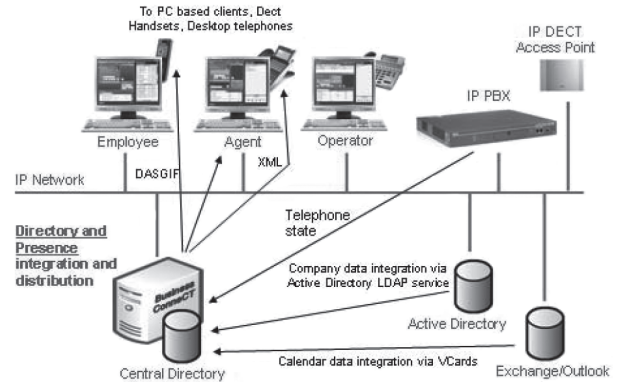 To PC based clients, Dect
Handsets, Desktop telephones
IP DECT
Access Point
IP PBX
Employee
Agent
Operator
DASGIF
XML
IP Network
Telephone
state
Directory and
Presence
integration and
distribution
Business
ConneCT
Company data integration via
Active Directory LDAP service
Active Directory
Calendar data integration via VCards
Central Directory
Exchange/Outlook